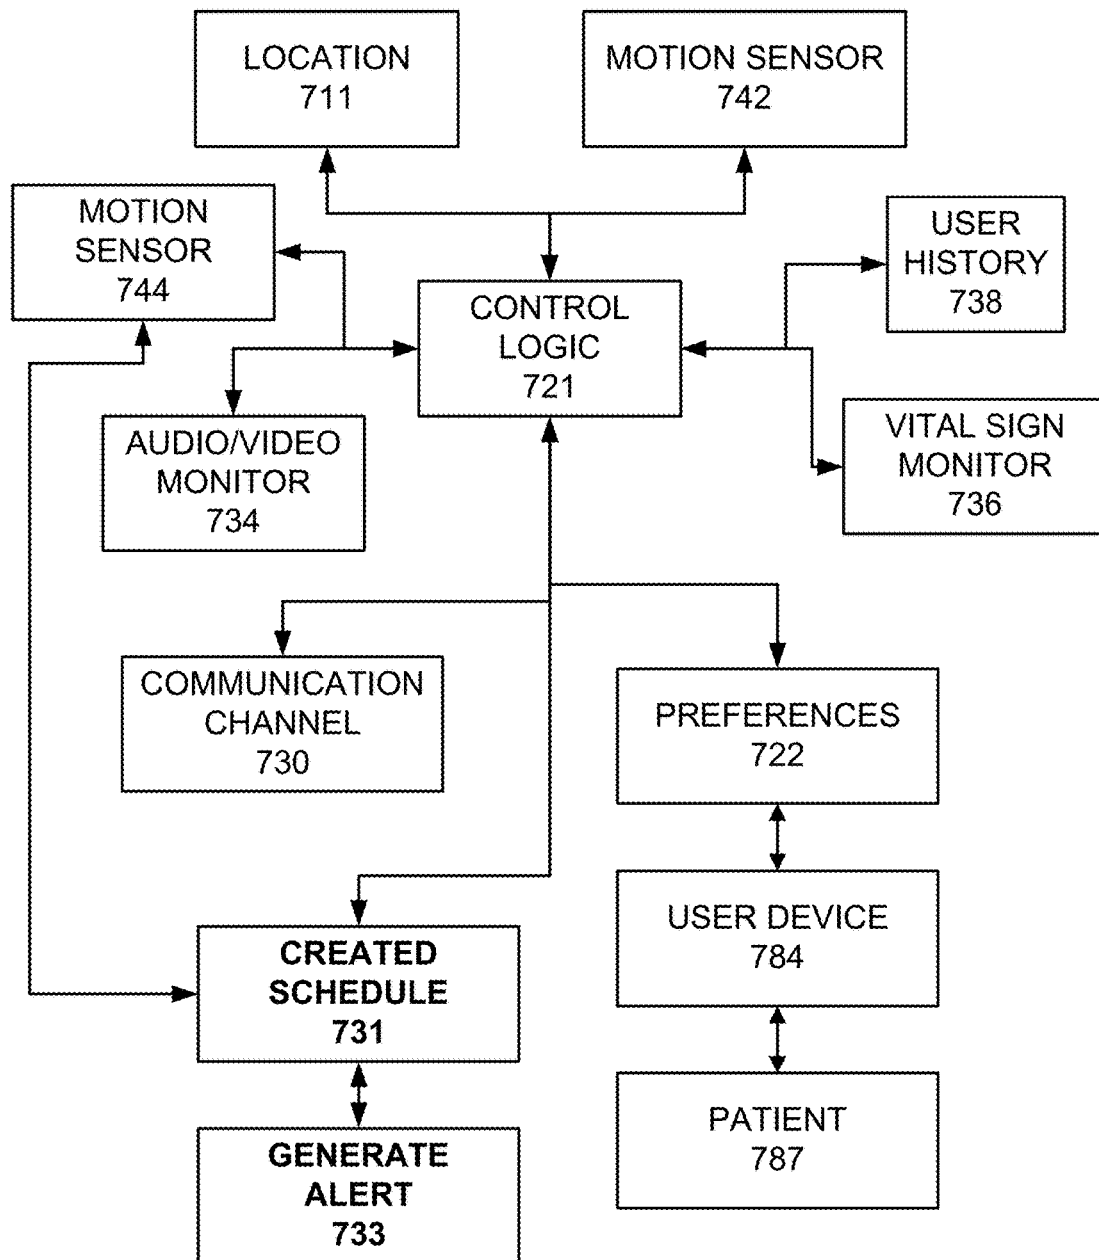 LOCATION
711
MOTION SENSOR
742
MOTION
SENSOR
744
USER
HISTORY
738
CONTROL
LOGIC
721
AUDIO/VIDEO
MONITOR
734
VITAL SIGN
MONITOR
736
COMMUNICATION
CHANNEL
730
PREFERENCES
722
USER DEVICE
784
CREATED
SCHEDULE
731
PATIENT
787
GENERATE
ALERT
733